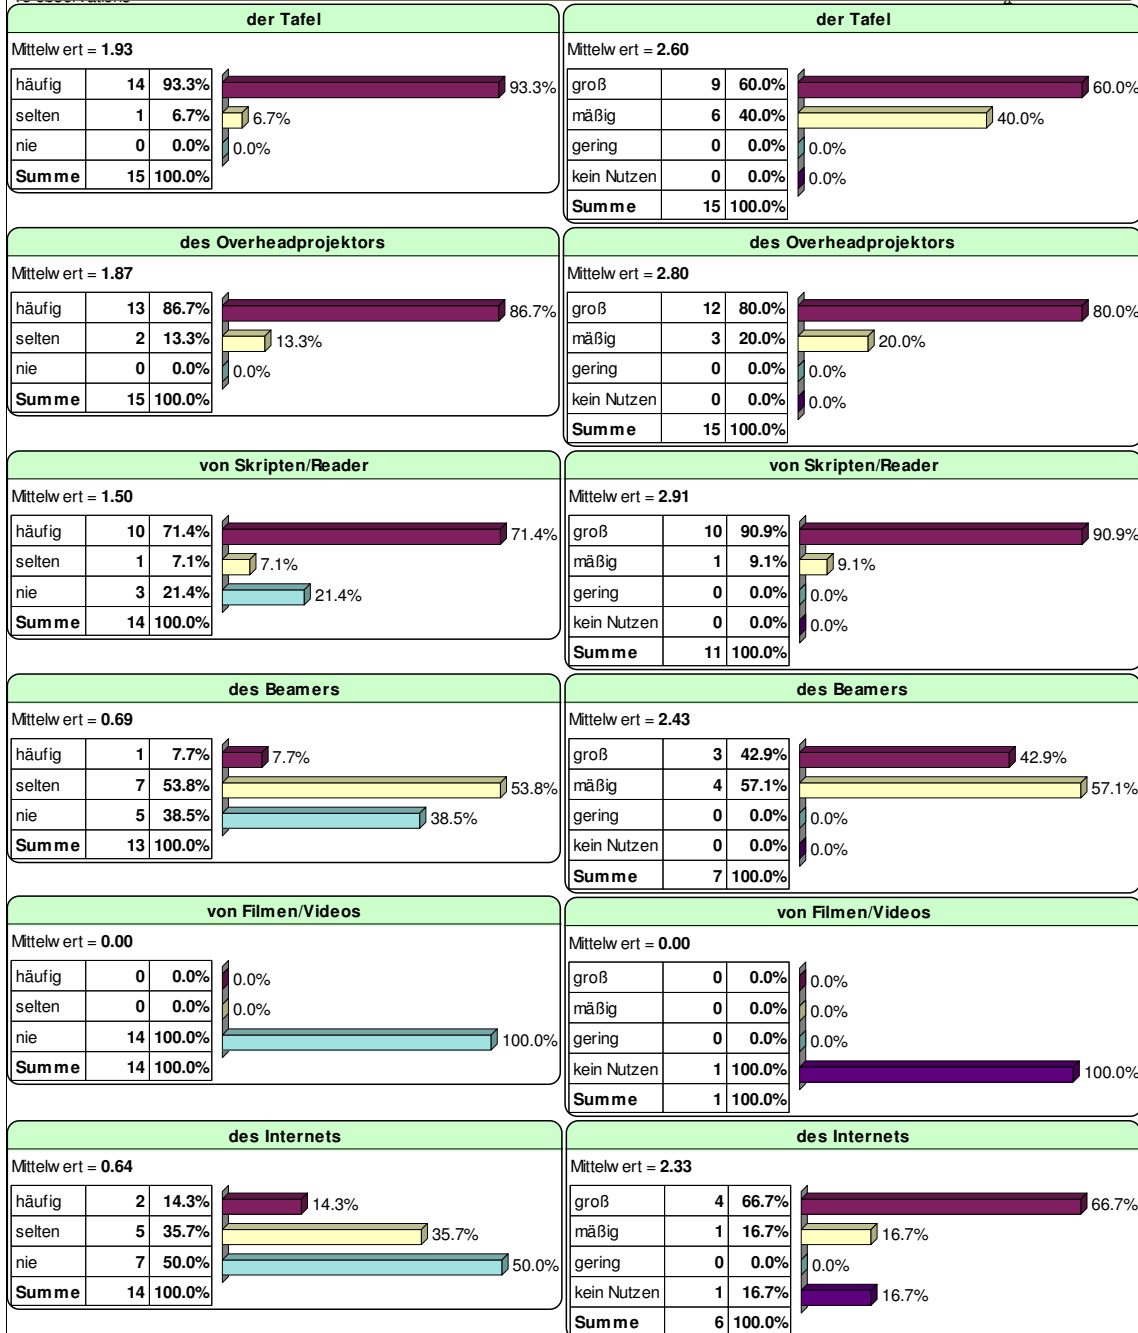 der Tafel
Mittelwert = 1.93
häufig 14 93.3% 93.3%
selten 1 6.7% 6.7%
nie 0 0.0% 0.0%
Summe 15 100.0%
der Tafel
Mittelwert = 2.60
groß 9 60.0% 60.0%
mäßig 6 40.0% 40.0%
gering 0 0.0% 0.0%
kein Nutzen 0 0.0% 0.0%
Summe 15 100.0%
des Overheadprojektors
Mittelwert = 1.87
häufig 13 86.7% 86.7%
selten 2 13.3% 13.3%
nie 0 0.0% 0.0%
Summe 15 100.0%
des Overheadprojektors
Mittelwert = 2.80
groß 12 80.0% 80.0%
mäßig 3 20.0% 20.0%
gering 0 0.0% 0.0%
kein Nutzen 0 0.0% 0.0%
Summe 15 100.0%
von Skripten/Reader
Mittelwert = 1.50
häufig 10 71.4% 71.4%
selten 1 7.1% 7.1%
nie 3 21.4% 21.4%
Summe 14 100.0%
von Skripten/Reader
Mittelwert = 2.91
groß 10 90.9% 90.9%
mäßig 1 9.1% 9.1%
gering 0 0.0% 0.0%
kein Nutzen 0 0.0% 0.0%
Summe 11 100.0%
des Beamers
Mittelwert = 0.69
häufig 1 7.7% 7.7%
selten 7 53.8% 53.8%
nie 5 38.5% 38.5%
Summe 13 100.0%
des Beamers
Mittelwert = 2.43
groß 3 42.9% 42.9%
mäßig 4 57.1% 57.1%
gering 0 0.0% 0.0%
kein Nutzen 0 0.0% 0.0%
Summe 7 100.0%
von Filmen/Videos
Mittelwert = 0.00
häufig 0 0.0% 0.0%
selten 0 0.0% 0.0%
nie 14 100.0% 100.0%
Summe 14 100.0%
von Filmen/Videos
Mittelwert = 0.00
groß 0 0.0% 0.0%
mäßig 0 0.0% 0.0%
gering 0 0.0% 0.0%
kein Nutzen 1 100.0% 100.0%
Summe 1 100.0%
des Internets
Mittelwert = 0.64
häufig 2 14.3% 14.3%
selten 5 35.7% 35.7%
nie 7 50.0% 50.0%
Summe 14 100.0%
des Internets
Mittelwert = 2.33
groß 4 66.7% 66.7%
mäßig 1 16.7% 16.7%
gering 0 0.0% 0.0%
kein Nutzen 1 16.7% 16.7%
Summe 6 100.0%